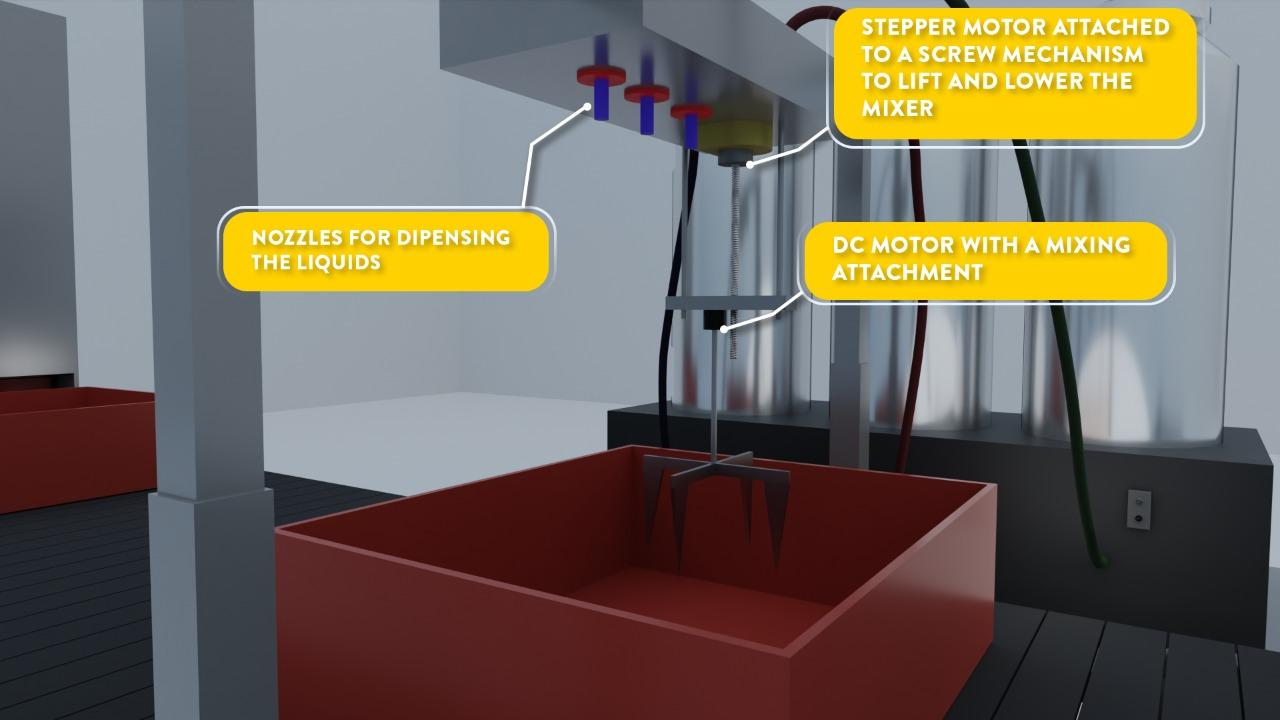 STEPPER MOTOR ATTACHED
TO A SCREW MECHANISM
TO LIFT AND LOWER THE
MIXER
NOZZLES FOR DIPENSING
THE LIQUIDS
DC MOTOR WITH A MIXING
ATTACHMENT